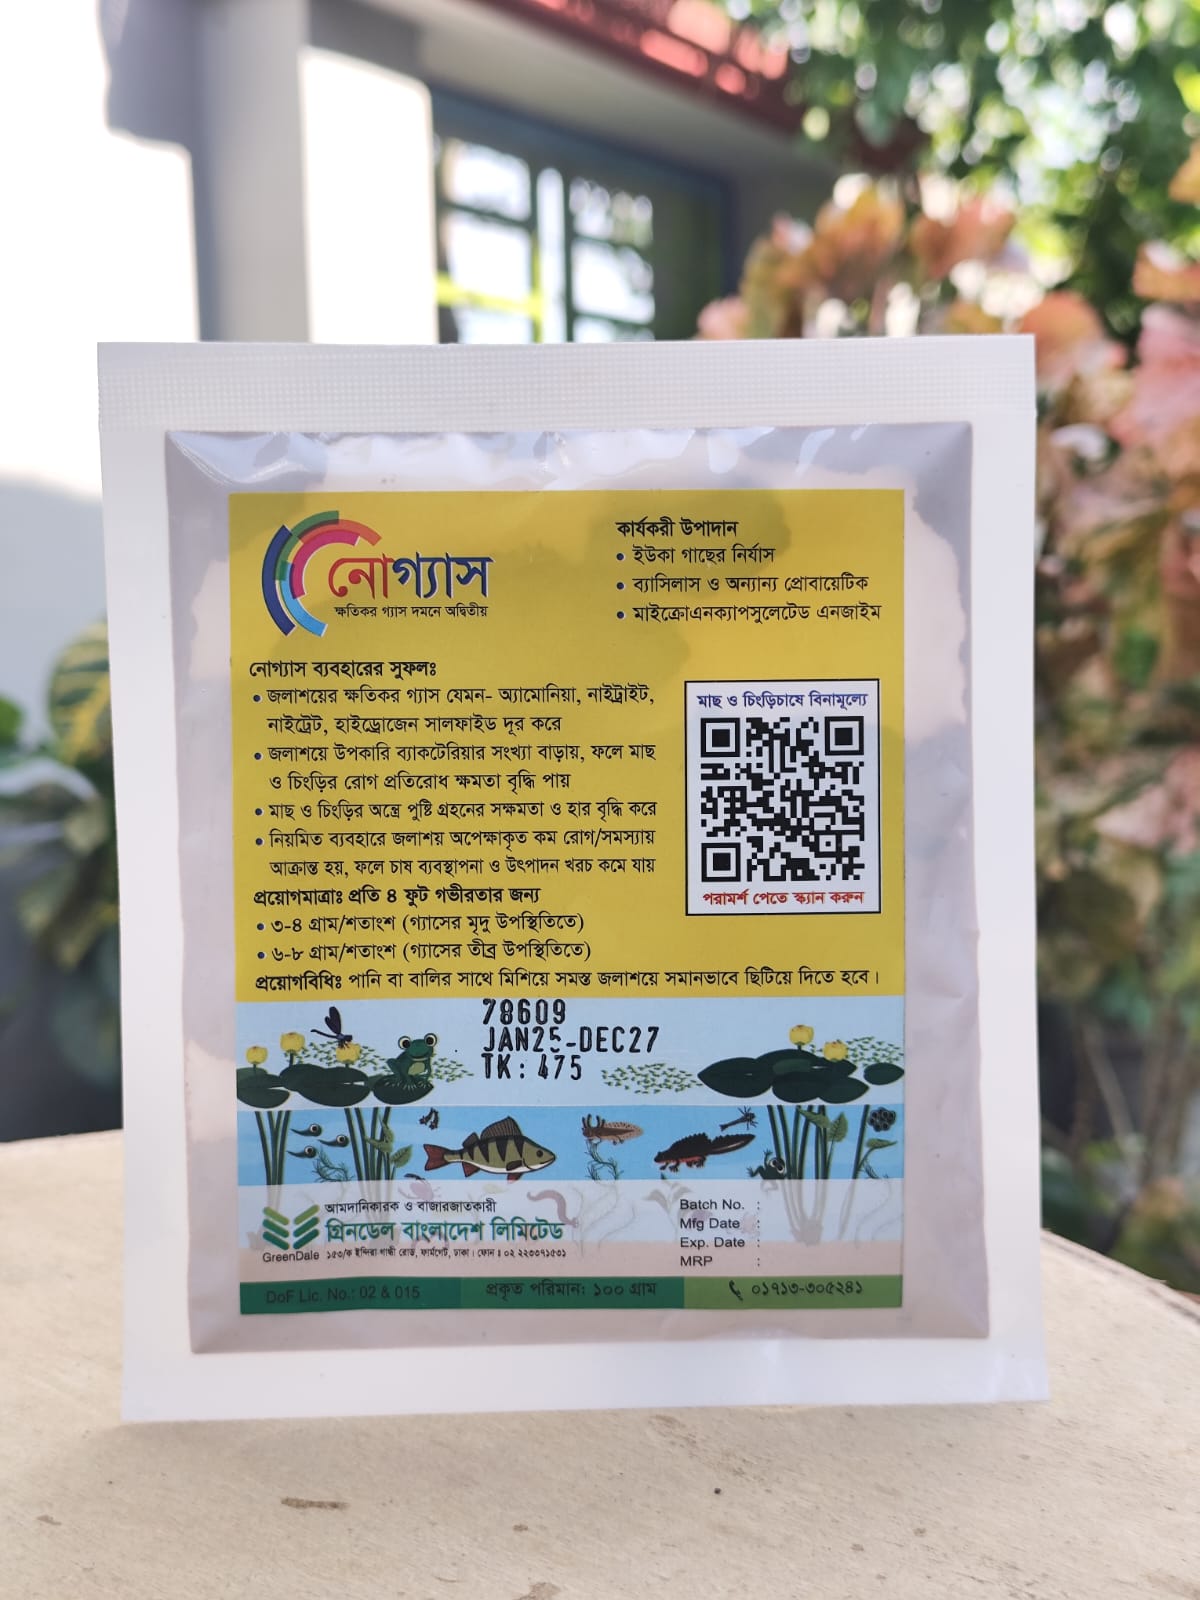 নোগ্যাস
ক্ষতিকর গ্যাস দমনে অদ্বিতীয়
কার্যকরী উপাদান
• ইউকা গাছের নির্যাস
• ব্যাসিলাস ও অন্যান্য প্রোবায়েটিক
• মাইক্রোএনক্যাপসুলেটেড এনজাইম
নোগ্যাস ব্যবহারের সুফলঃ
• জলাশয়ের ক্ষতিকর গ্যাস যেমন- অ্যামোনিয়া, নাইট্রাইট,
নাইট্রেট, হাইড্রোজেন সালফাইড দূর করে
• জলাশয়ে উপকারি ব্যাকটেরিয়ার সংখ্যা বাড়ায়, ফলে মাছ
ও চিংড়ির রোগ প্রতিরোধ ক্ষমতা বৃদ্ধি পায়
• মাছ ও চিংড়ির অন্ত্রে পুষ্টি গ্রহনের সক্ষমতা ও হার বৃদ্ধি করে
• নিয়মিত ব্যবহারে জলাশয় অপেক্ষাকৃত কম রোগ/সমস্যায়
আক্রান্ত হয়, ফলে চাষ ব্যবস্থাপনা ও উৎপাদন খরচ কমে যায়
মাছ ও চিংড়িচাষে বিনামূল্যে
পরামর্শ পেতে স্ক্যান করুন
প্রয়োগমাত্রাঃ প্রতি ৪ ফুট গভীরতার জন্য
• ৩-৪ গ্রাম/শতাংশ (গ্যাসের মৃদু উপস্থিতিতে)
• ৬-৮ গ্রাম/শতাংশ (গ্যাসের তীব্র উপস্থিতিতে)
প্রয়োগবিধিঃ পানি বা বালির সাথে মিশিয়ে সমস্ত জলাশয়ে সমানভাবে ছিটিয়ে দিতে হবে।
78609
JAN25-DEC27
TK: 475
আমদানিকারক ও বাজারজাতকারী
গ্রিনডেল বাংলাদেশ লিমিটেড
GreenDale ১৫৩/ক ইন্দিরা গান্ধী রোড, ফার্মগেট, ঢাকা। ফোন ঃ ০২ ২২৩৩৭১৫৩১
Batch No. :
Mfg Date :
Exp. Date :
MRP :
DoF Lic. No.: 02 & 015
প্রকৃত পরিমান: ১০০ গ্রাম
০১৭১৩-৩০৫২৪১